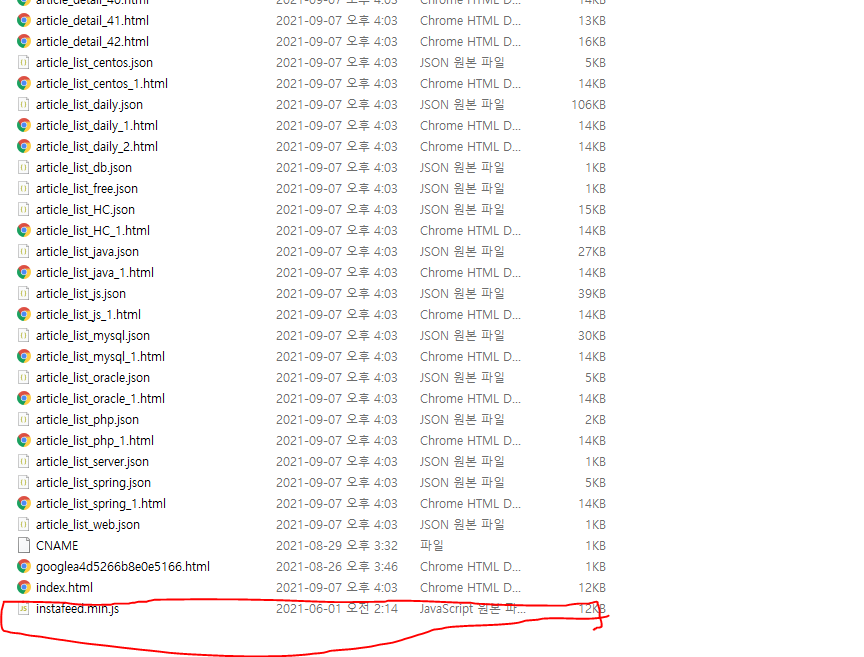 article_detail_40.html 2021-09-07 오후 4:03 Chrome HTML D... 14KB
article_detail_41.html 2021-09-07 오후 4:03 Chrome HTML D... 13KB
article_detail_42.html 2021-09-07 오후 4:03 Chrome HTML D... 16KB
article_list_centos.json 2021-09-07 오후 4:03 JSON 원본 파일 5KB
article_list_centos_1.html 2021-09-07 오후 4:03 Chrome HTML D... 14KB
article_list_daily.json 2021-09-07 오후 4:03 JSON 원본 파일 106KB
article_list_daily_1.html 2021-09-07 오후 4:03 Chrome HTML D... 14KB
article_list_daily_2.html 2021-09-07 오후 4:03 Chrome HTML D... 14KB
article_list_db.json 2021-09-07 오후 4:03 JSON 원본 파일 1KB
article_list_free.json 2021-09-07 오후 4:03 JSON 원본 파일 1KB
article_list_HC.json 2021-09-07 오후 4:03 JSON 원본 파일 15KB
article_list_HC_1.html 2021-09-07 오후 4:03 Chrome HTML D... 14KB
article_list_java.json 2021-09-07 오후 4:03 JSON 원본 파일 27KB
article_list_java_1.html 2021-09-07 오후 4:03 Chrome HTML D... 14KB
article_list_js.json 2021-09-07 오후 4:03 JSON 원본 파일 39KB
article_list_js_1.html 2021-09-07 오후 4:03 Chrome HTML D... 14KB
article_list_mysql.json 2021-09-07 오후 4:03 JSON 원본 파일 30KB
article_list_mysql_1.html 2021-09-07 오후 4:03 Chrome HTML D... 14KB
article_list_oracle.json 2021-09-07 오후 4:03 JSON 원본 파일 5KB
article_list_oracle_1.html 2021-09-07 오후 4:03 Chrome HTML D... 14KB
article_list_php.json 2021-09-07 오후 4:03 JSON 원본 파일 2KB
article_list_php_1.html 2021-09-07 오후 4:03 Chrome HTML D... 14KB
article_list_server.json 2021-09-07 오후 4:03 JSON 원본 파일 1KB
article_list_spring.json 2021-09-07 오후 4:03 JSON 원본 파일 5KB
article_list_spring_1.html 2021-09-07 오후 4:03 Chrome HTML D... 14KB
article_list_web.json 2021-09-07 오후 4:03 JSON 원본 파일 1KB
CNAME 2021-08-29 오후 3:32 파일 1KB
googlea4d5266b8e0e5166.html 2021-08-26 오후 3:46 Chrome HTML D... 1KB
index.html 2021-09-07 오후 4:03 Chrome HTML D... 12KB
instafeed.min.js 2021-06-01 오전 2:14 JavaScript 원본 파... 12KB